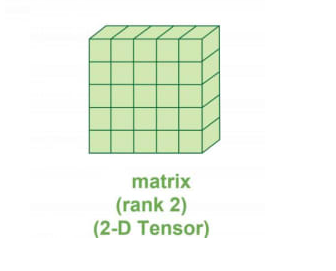 matrix
(rank 2)
(2-D Tensor)